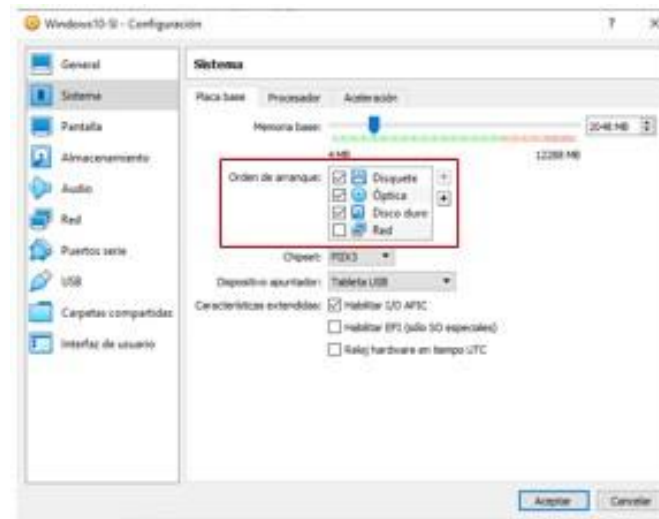 Windows10-SI - Configuración
General
Sistema
Pantalla
Almacenamiento
Audio
Red
Puertos serie
USB
Carpetas compartidas
Interfaz de usuario
Sistema
Placa base Procesador Aceleración
Memoria base: 2048 MB
4 MB 12288 MB
Orden de arranque: Disquete
Óptica
Disco duro
Red
Chipset: PIIX3
Dispositivo apuntador: Tableta USB
Características extendidas: Habilitar I/O APIC
Habilitar EFI (sólo SO especiales)
Reloj hardware en tiempo UTC
Aceptar Cancelar